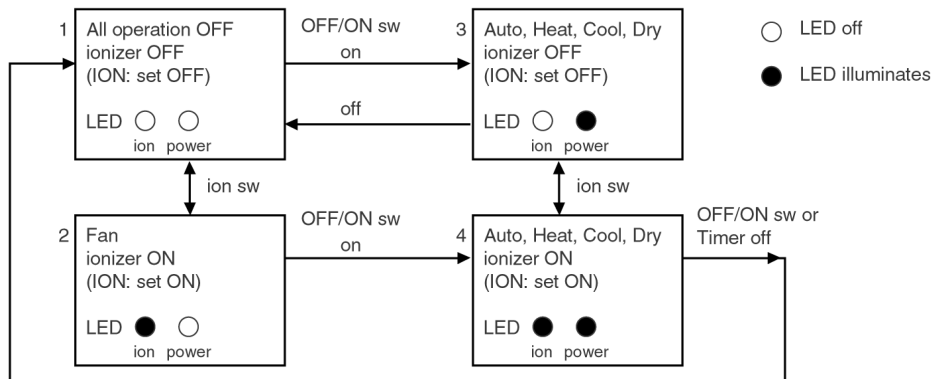 1
All operation OFF
ionizer OFF
(ION: set OFF)
LED
ion power
OFF/ON sw
on
off
3
Auto, Heat, Cool, Dry
ionizer OFF
(ION: set OFF)
LED
ion power
LED off
LED illuminates
ion sw
ion sw
2
Fan
ionizer ON
(ION: set ON)
LED
ion power
OFF/ON sw
on
4
Auto, Heat, Cool, Dry
ionizer ON
(ION: set ON)
LED
ion power
OFF/ON sw or
Timer off